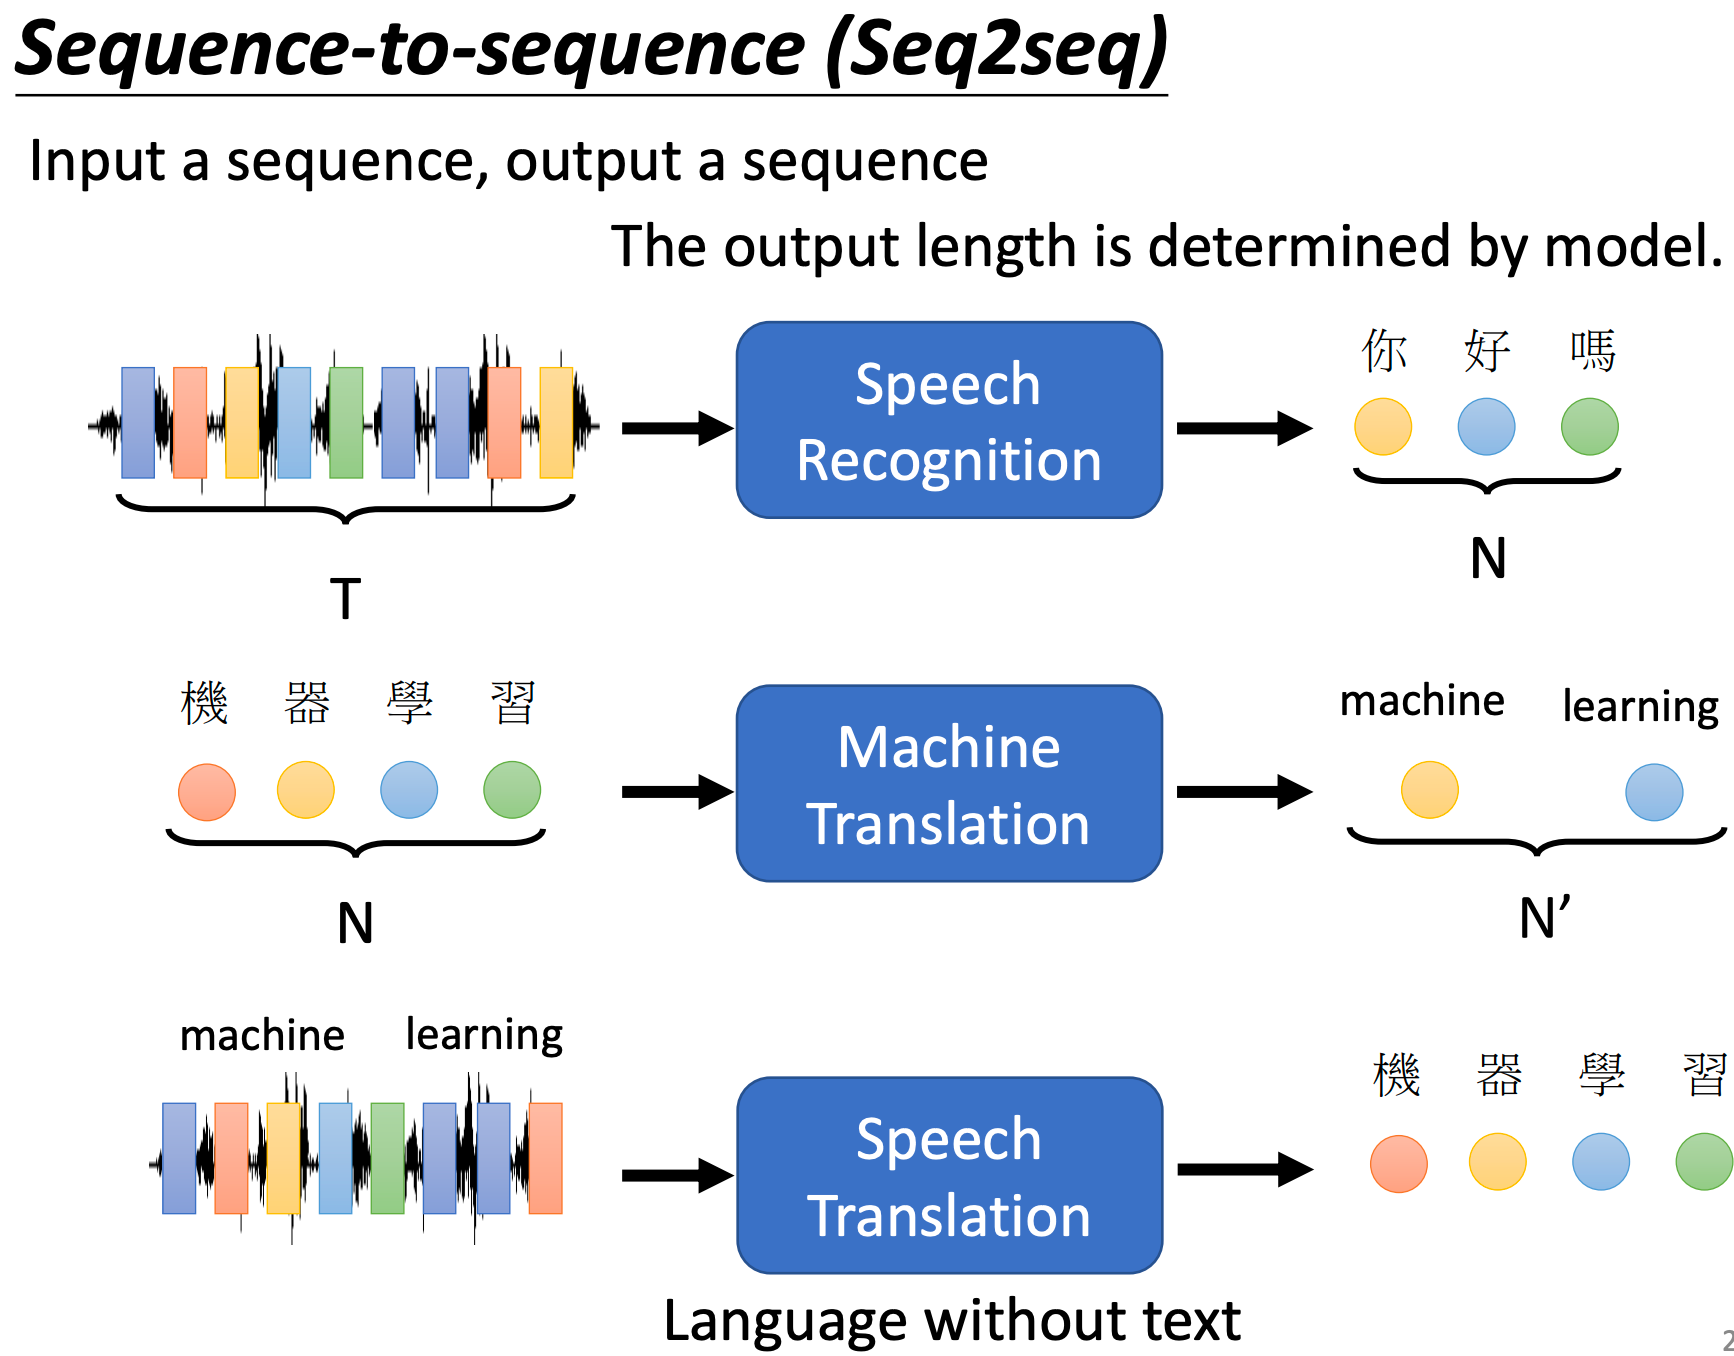 Sequence-to-sequence (Seq2seq)
Input a sequence, output a sequence
The output length is determined by model.
你 好 嗎
Speech
Recognition
N
T
機 器 學 習
Machine
Translation
machine learning
N
N’
machine learning
Speech
Translation
機 器 學 習
Language without text
2